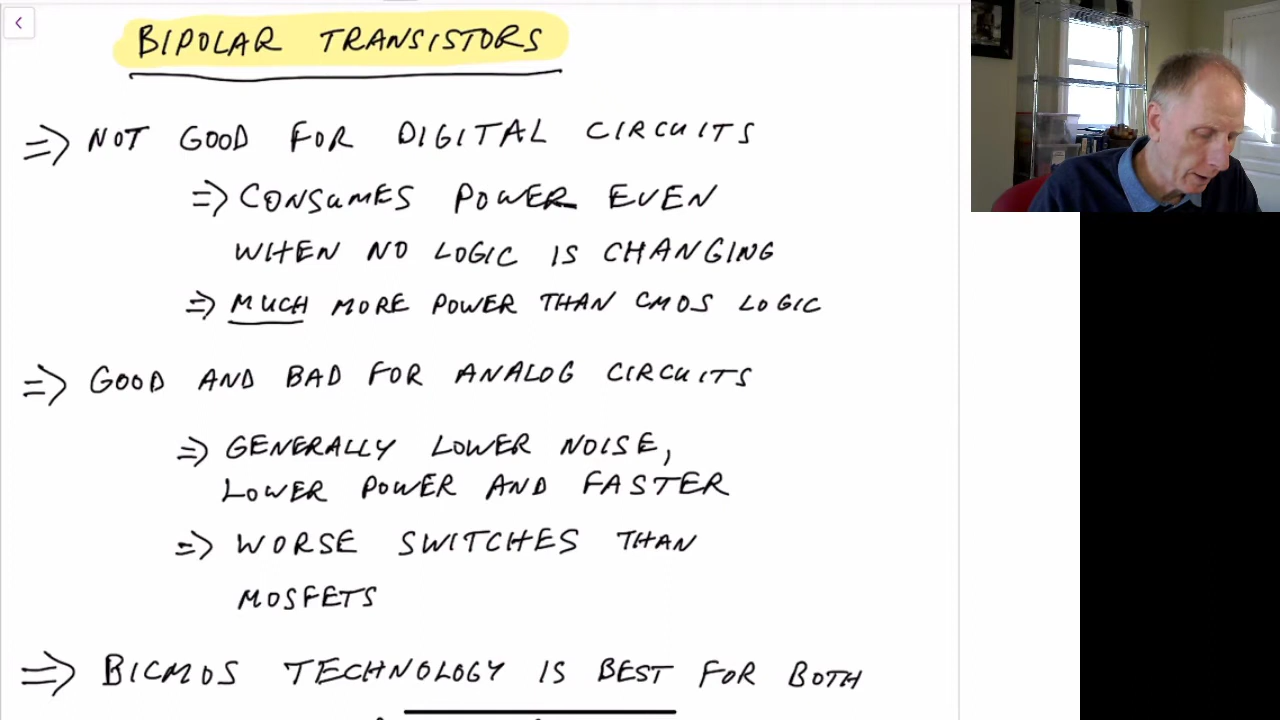 BIPOLAR TRANSISTORS
⇒ NOT GOOD FOR DIGITAL CIRCUITS
⇒ CONSUMES POWER EVEN
WHEN NO LOGIC IS CHANGING
⇒ MUCH MORE POWER THAN CMOS LOGIC
⇒ GOOD AND BAD FOR ANALOG CIRCUITS
⇒ GENERALLY LOWER NOISE,
LOWER POWER AND FASTER
⇒ WORSE SWITCHES THAN
MOSFETS
⇒ BICMOS TECHNOLOGY IS BEST FOR BOTH